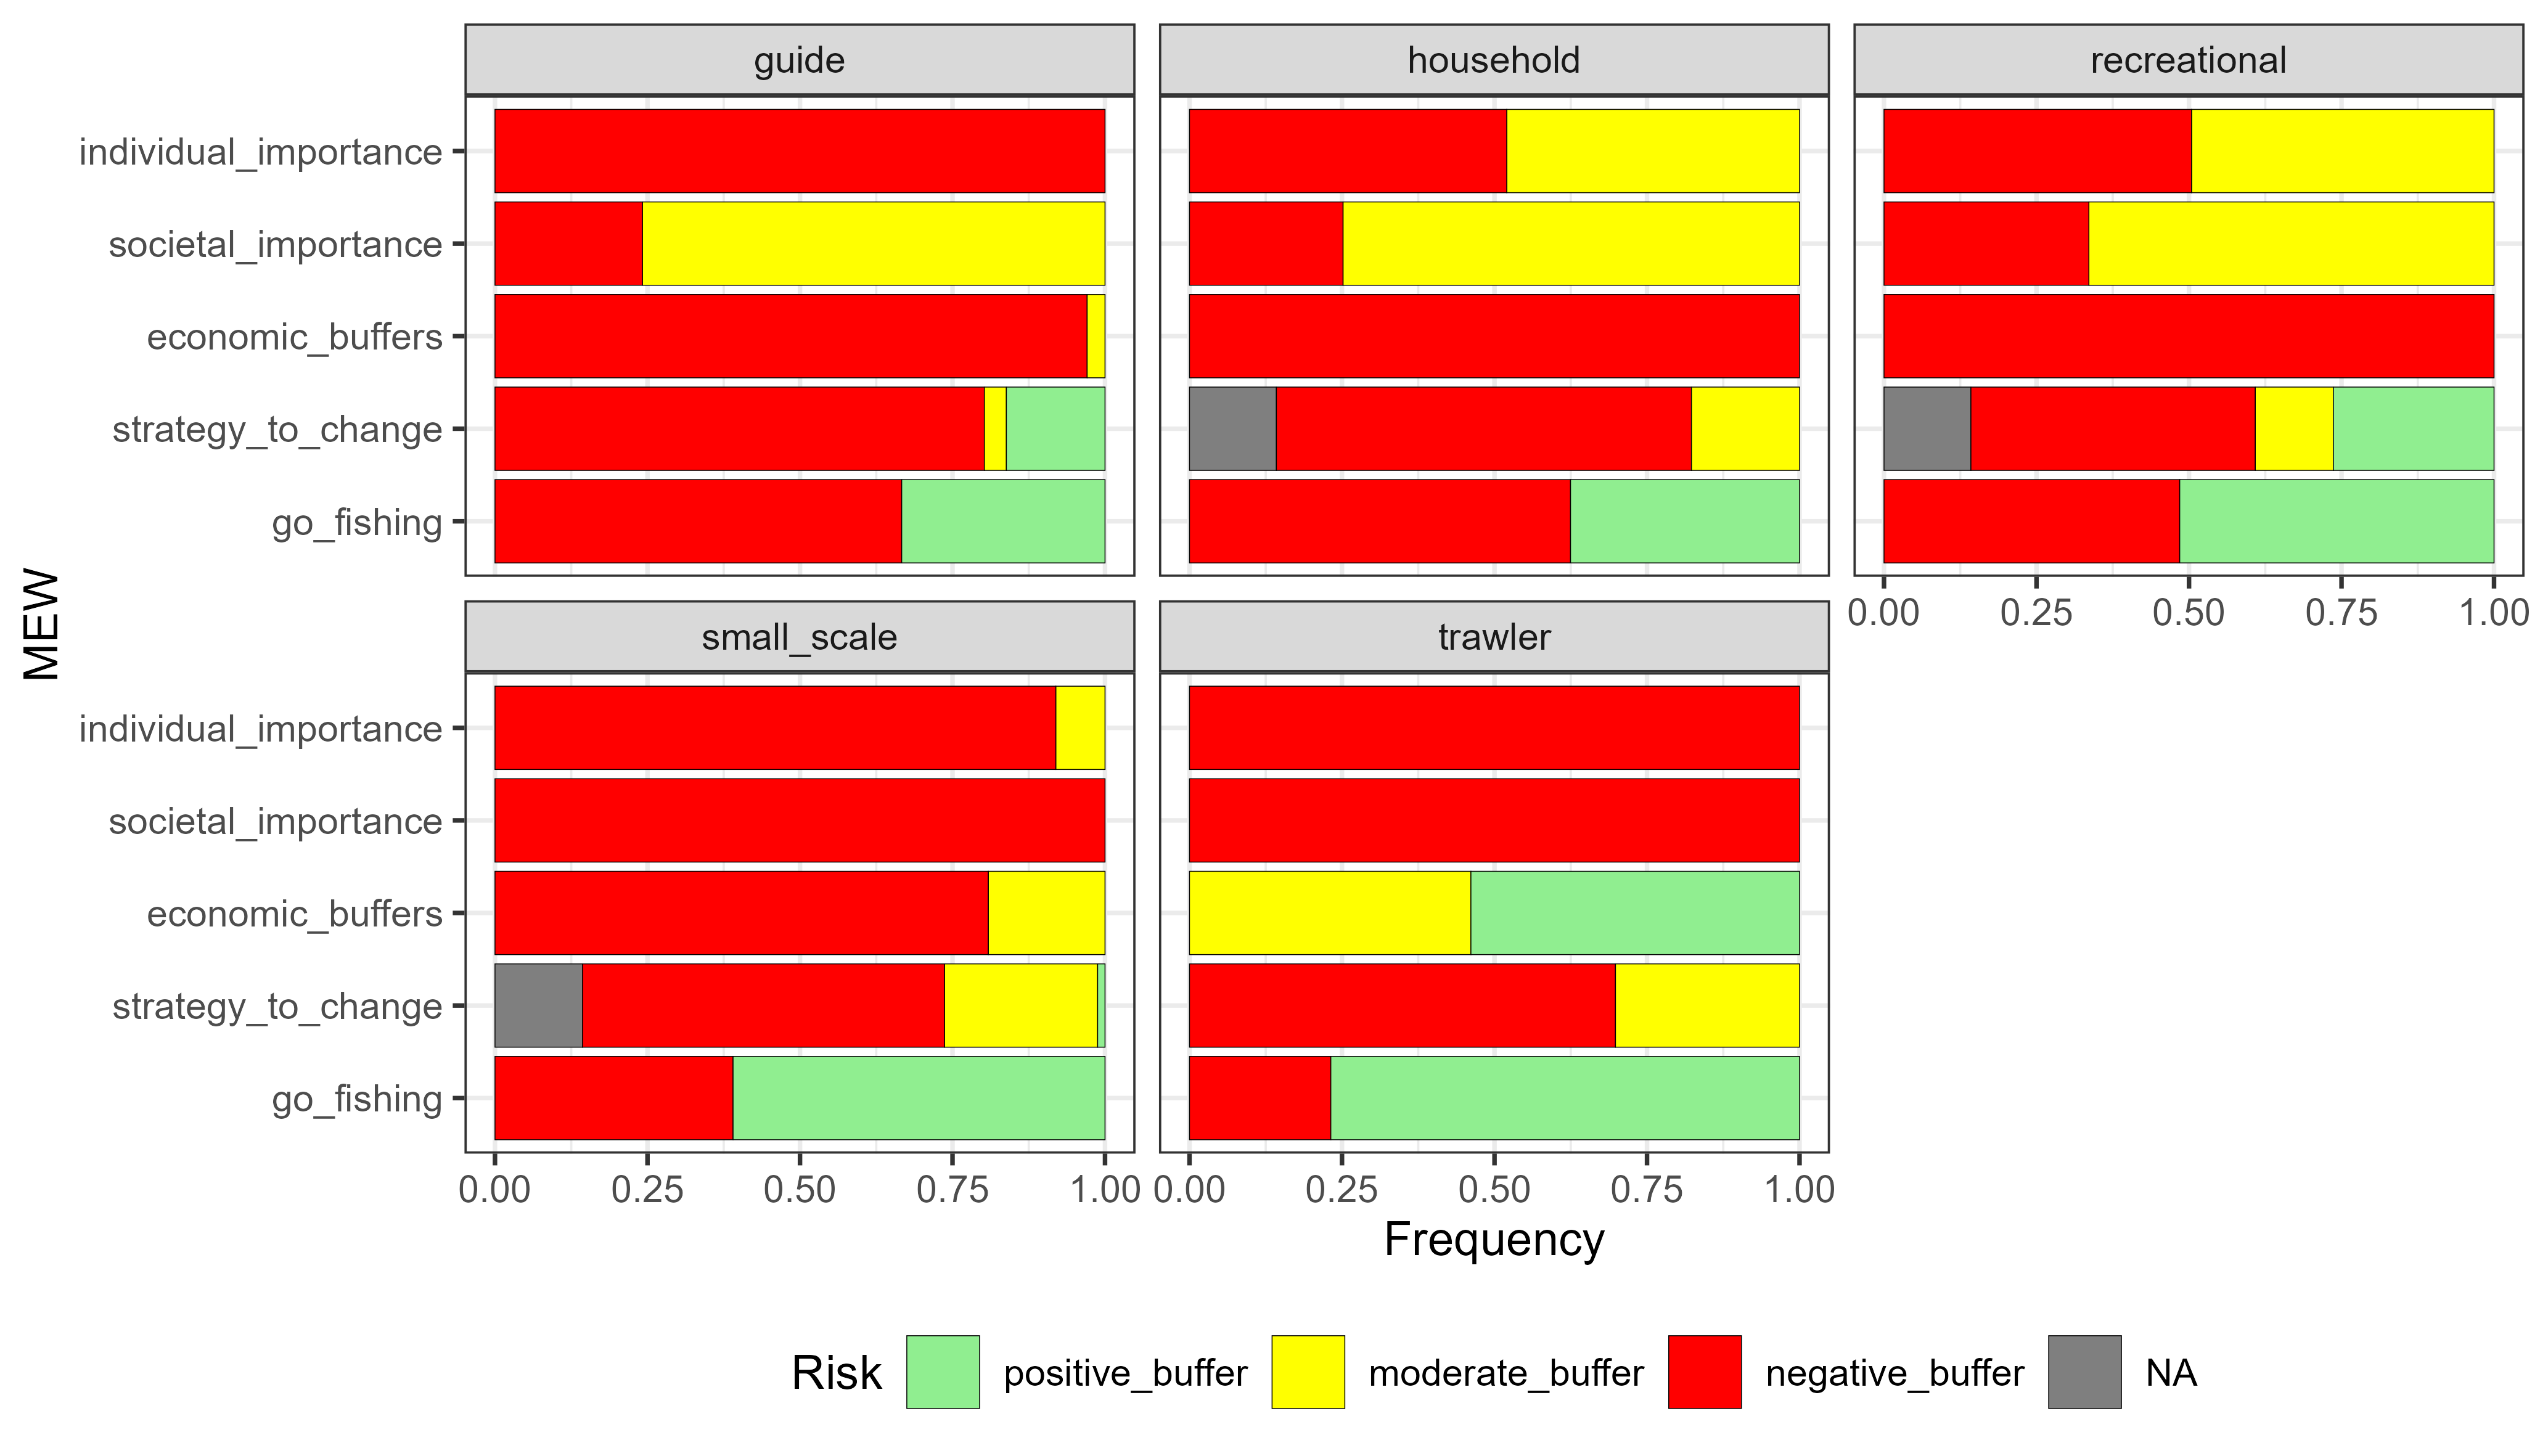 guide
household
recreational
individual_importance
societal_importance
economic_buffers
strategy_to_change
go_fishing
0.00 0.25 0.50 0.75 1.00
MEW
small_scale
trawler
individual_importance
societal_importance
economic_buffers
strategy_to_change
go_fishing
0.00 0.25 0.50 0.75 1.00
0.00 0.25 0.50 0.75 1.00
Frequency
Risk positive_buffer moderate_buffer negative_buffer NA